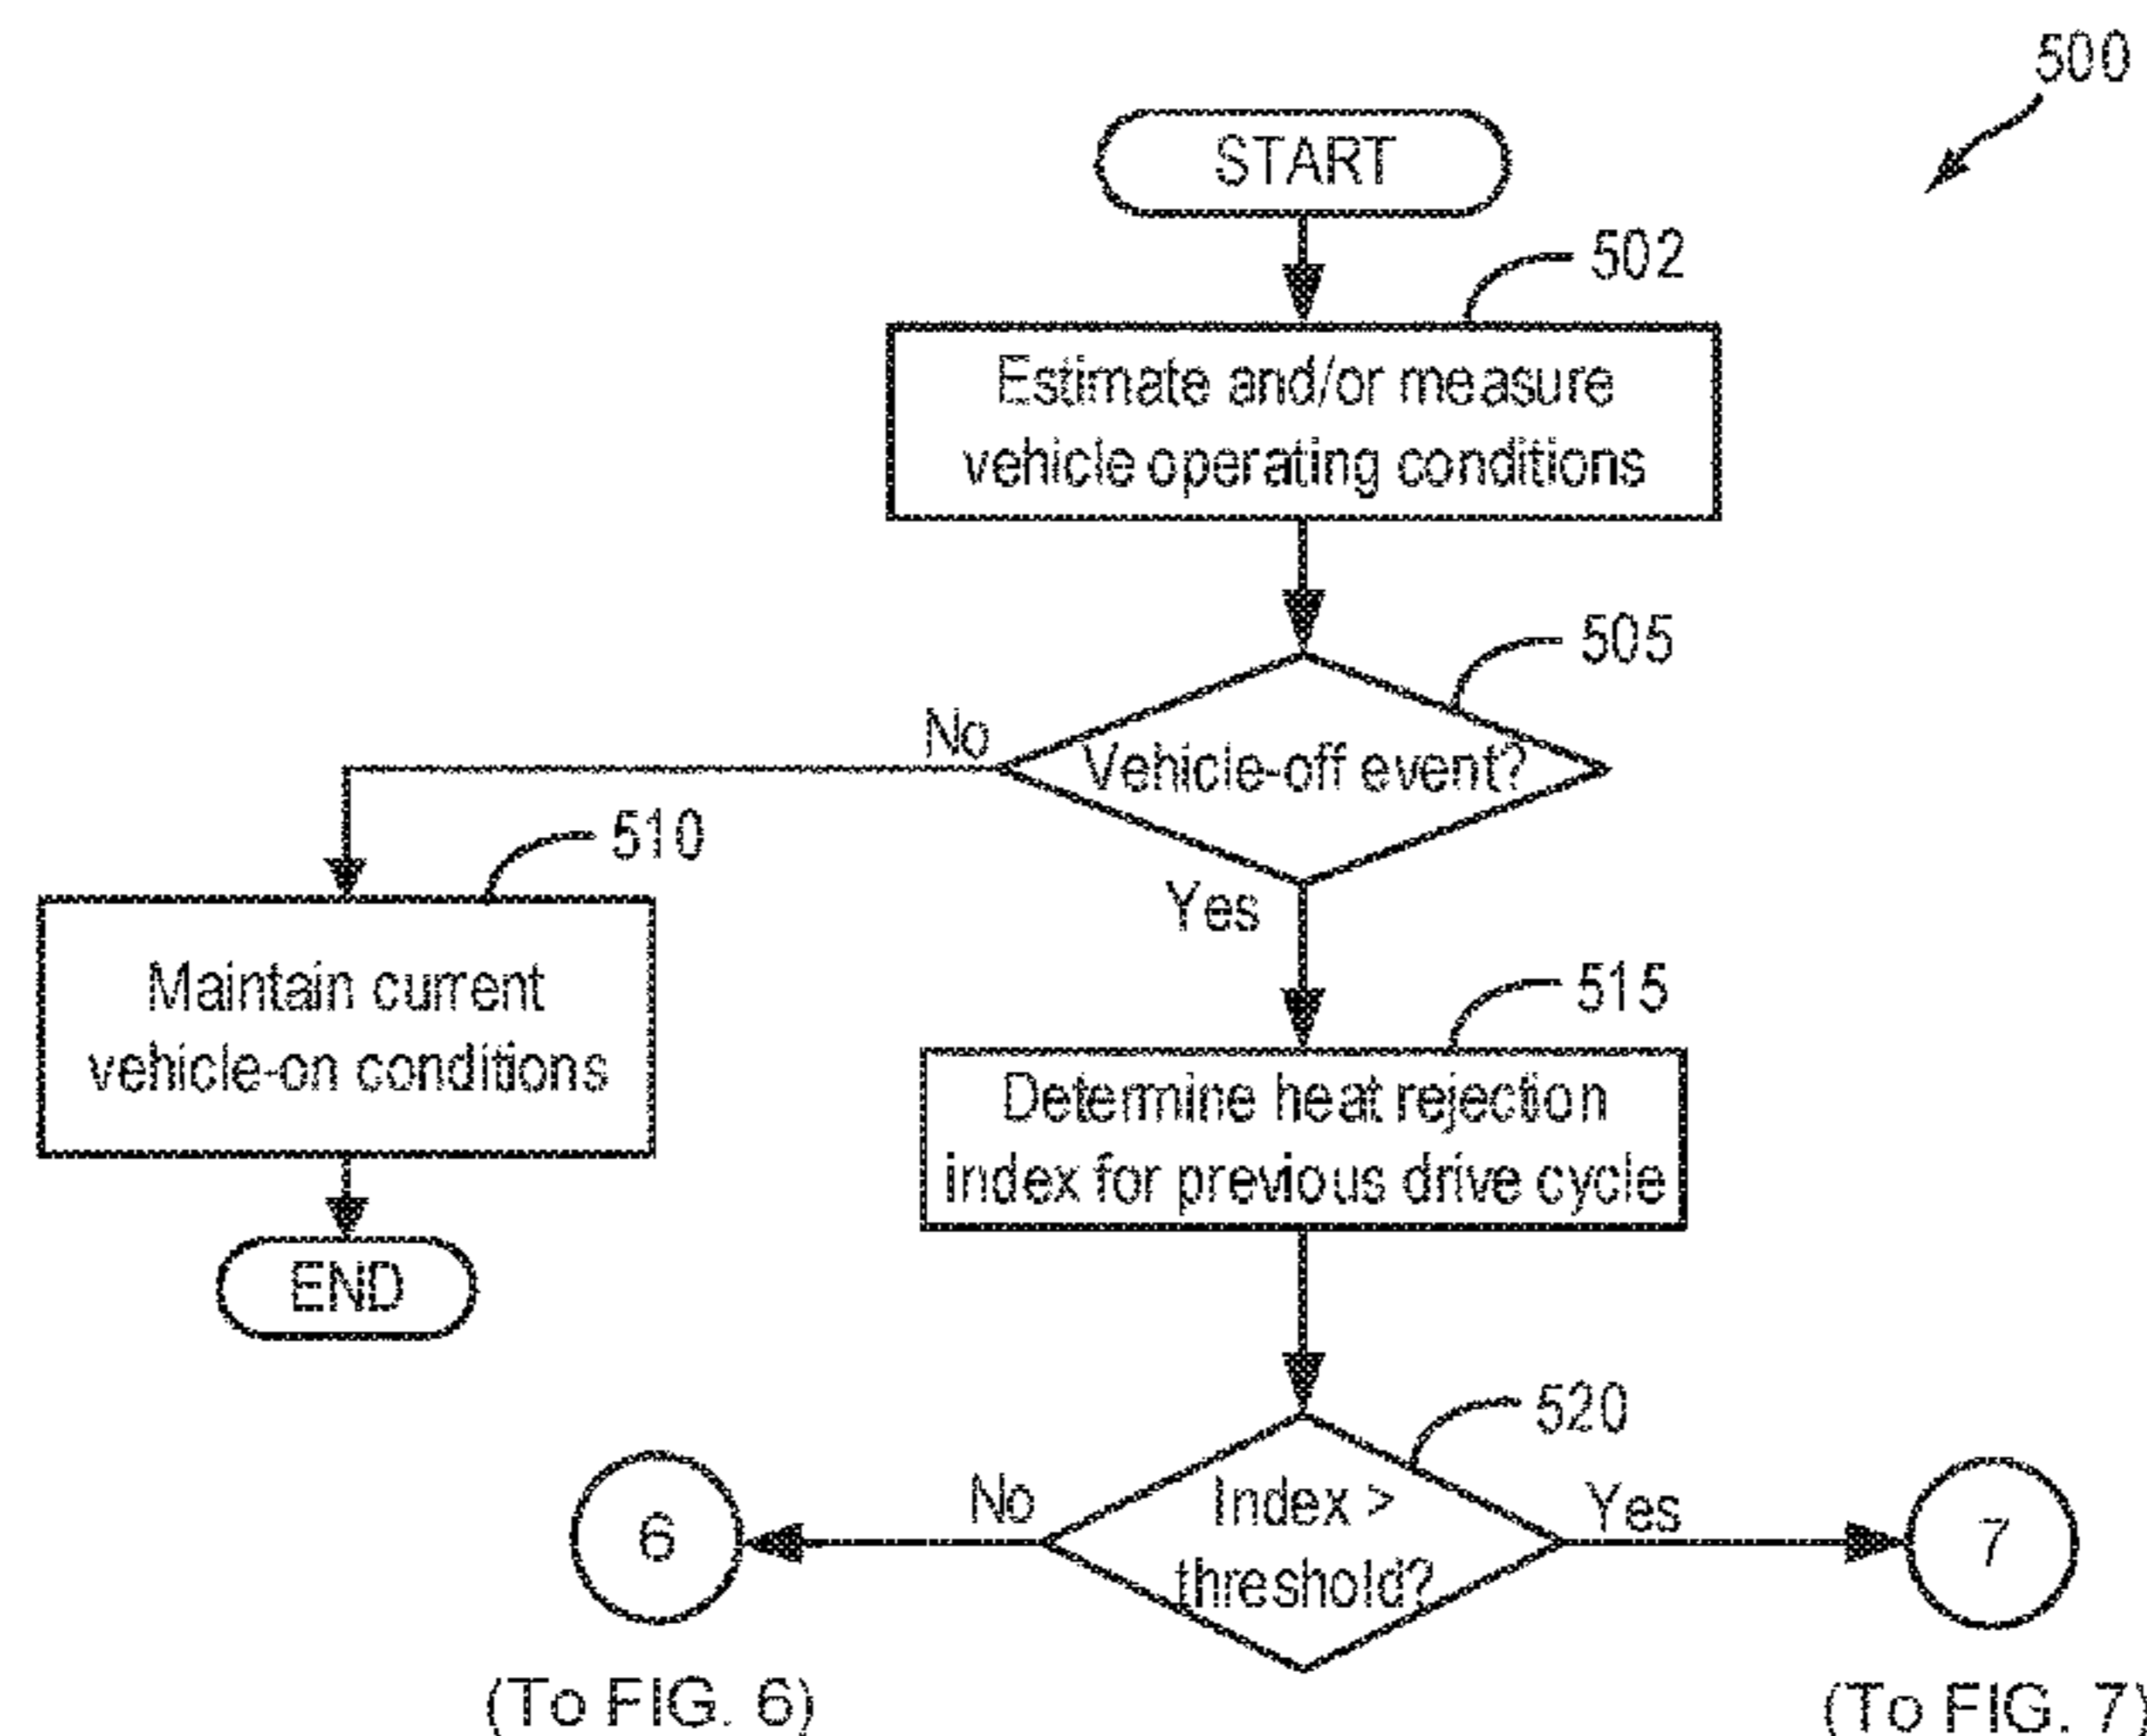 500
START
502
Estimate and/or measure
vehicle operating conditions
505
No
Vehicle-off event?
510
Yes
Maintain current
vehicle-on conditions
515
Determine heat rejection
index for previous drive cycle
END
520
6
No
Index >
threshold?
Yes
7
(To FIG. 6)
(To FIG. 7)